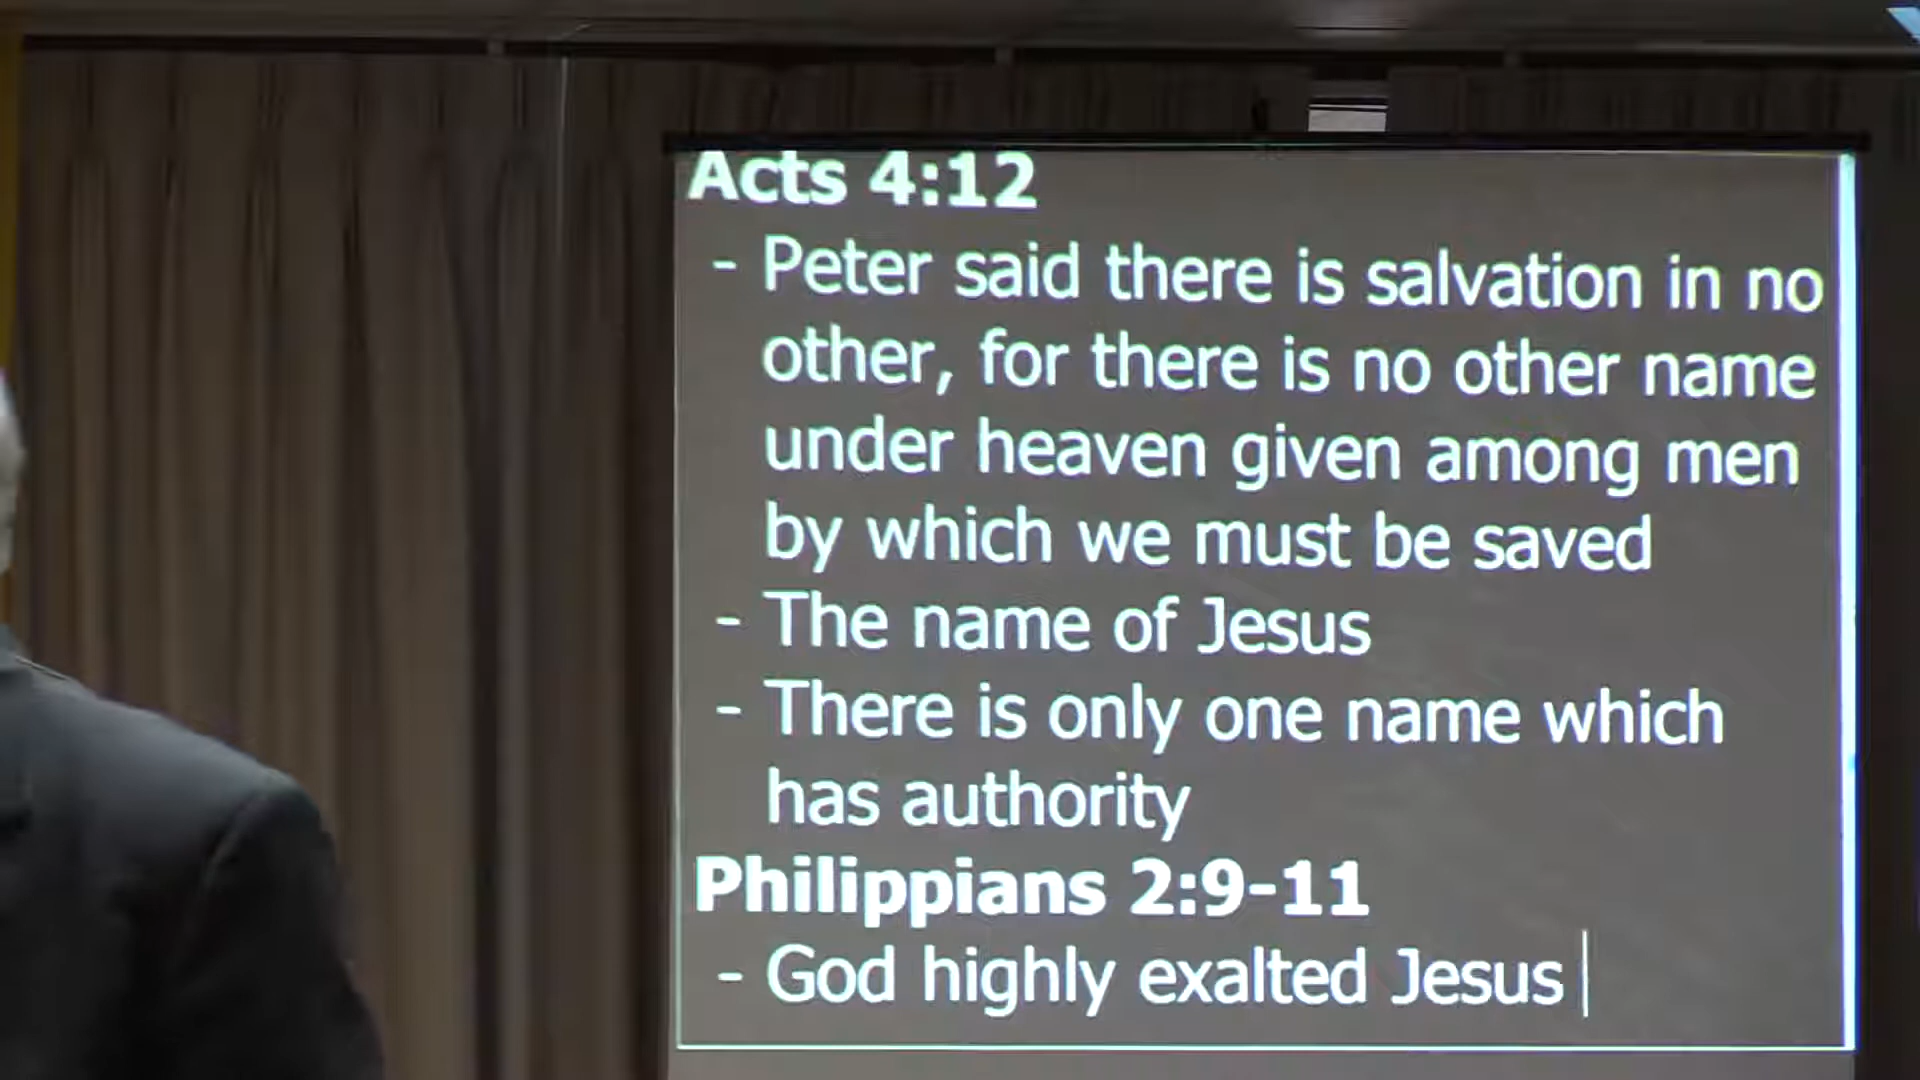 Acts 4:12
- Peter said there is salvation in no
other, for there is no other name
under heaven given among men
by which we must be saved
- The name of Jesus
- There is only one name which
has authority
Philippians 2:9-11
- God highly exalted Jesus